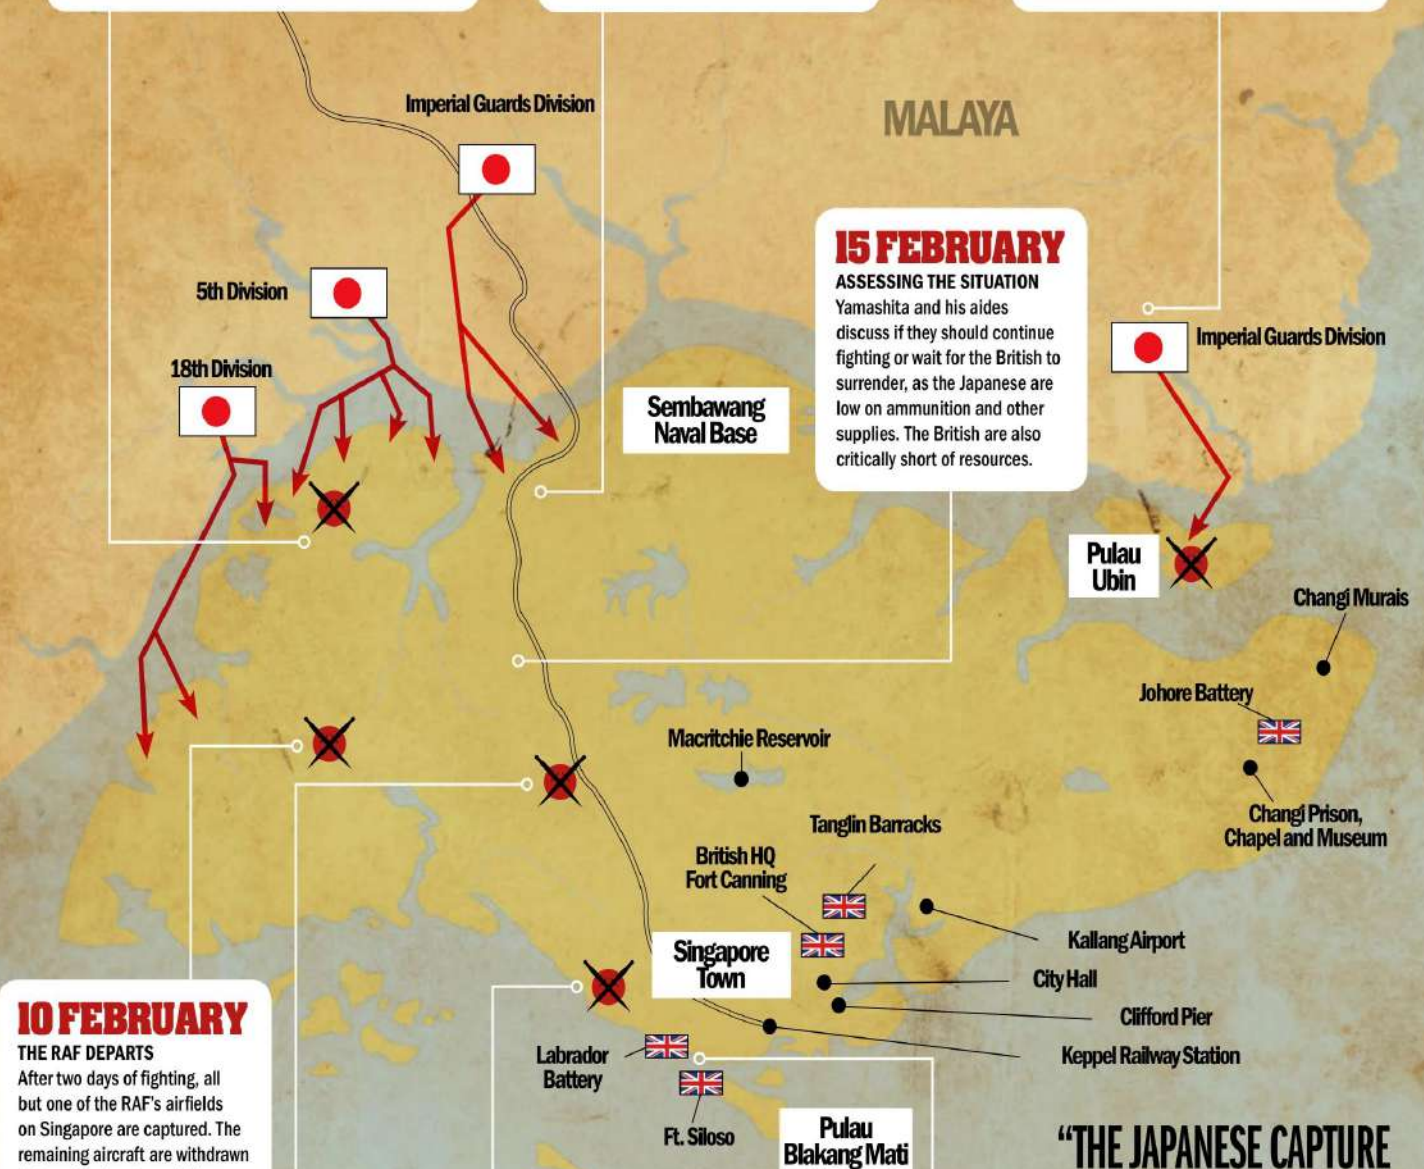 Imperial Guards Division
MALAYA
5th Division
18th Division
15 FEBRUARY
ASSESSING THE SITUATION
Yamashita and his aides
discuss if they should continue
fighting or wait for the British to
surrender, as the Japanese are
low on ammunition and other
supplies. The British are also
critically short of resources.
Imperial Guards Division
Sembawang
Naval Base
Pulau
Ubin
Changi Murais
Johore Battery
Macritchie Reservoir
Changi Prison,
Chapel and Museum
Tanglin Barracks
British HQ
Fort Canning
Kallang Airport
Singapore
Town
City Hall
Clifford Pier
Keppel Railway Station
Labrador
Battery
Ft. Siloso
Pulau
Blakang Mati
10 FEBRUARY
THE RAF DEPARTS
After two days of fighting, all
but one of the RAF's airfields
on Singapore are captured. The
remaining aircraft are withdrawn
“THE JAPANESE CAPTURE